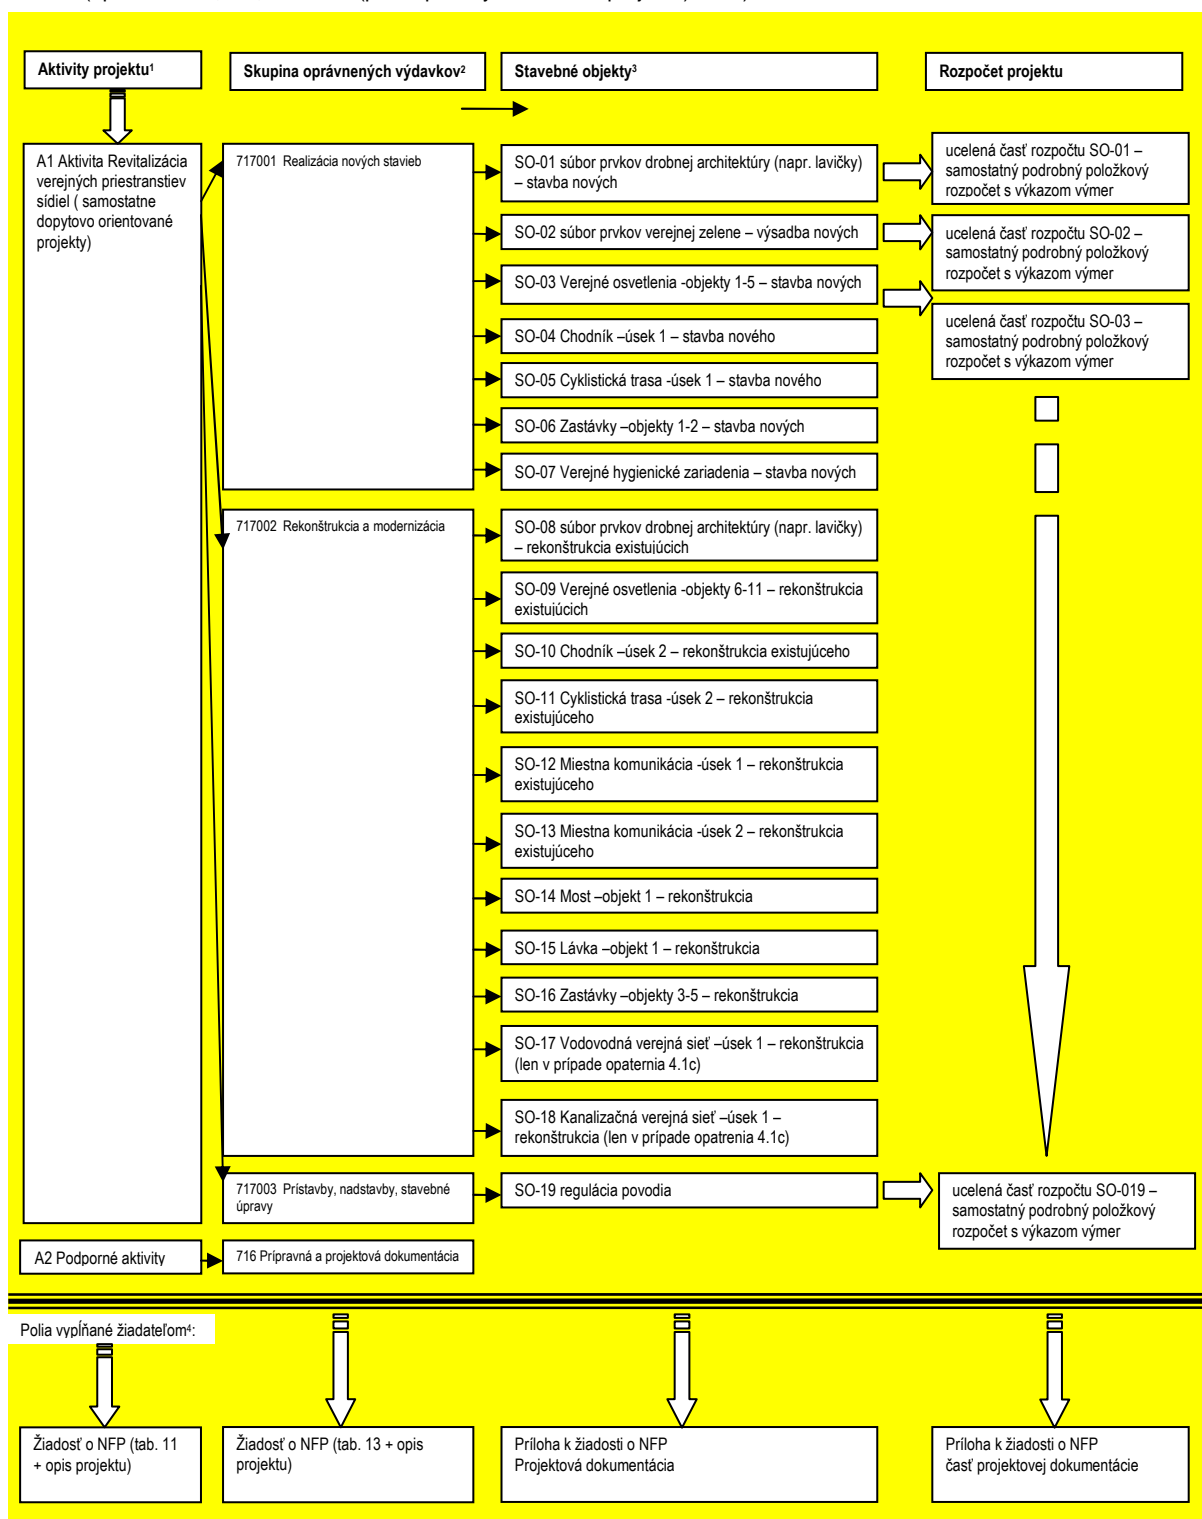 Aktivity projektu¹
Skupina oprávnených výdavkov²
Stavebné objekty³
Rozpočet projektu
A1 Aktivita Revitalizácia
verejných priestranstiev
sídiel ( samostatne
dopytovo orientované
projekty)
717001 Realizácia nových stavieb
SO-01 súbor prvkov drobnej architektúry (napr. lavičky)
– stavba nových
ucelená časť rozpočtu SO-01 –
samostatný podrobný položkový
rozpočet s výkazom výmer
SO-02 súbor prvkov verejnej zelene – výsadba nových
ucelená časť rozpočtu SO-02 –
samostatný podrobný položkový
rozpočet s výkazom výmer
SO-03 Verejné osvetlenia -objekty 1-5 – stavba nových
ucelená časť rozpočtu SO-03 –
samostatný podrobný položkový
rozpočet s výkazom výmer
SO-04 Chodník –úsek 1 – stavba nového
SO-05 Cyklistická trasa -úsek 1 – stavba nového
SO-06 Zastávky –objekty 1-2 – stavba nových
SO-07 Verejné hygienické zariadenia – stavba nových
717002 Rekonštrukcia a modernizácia
SO-08 súbor prvkov drobnej architektúry (napr. lavičky)
– rekonštrukcia existujúcich
SO-09 Verejné osvetlenia -objekty 6-11 – rekonštrukcia
existujúcich
SO-10 Chodník –úsek 2 – rekonštrukcia existujúceho
SO-11 Cyklistická trasa -úsek 2 – rekonštrukcia
existujúceho
SO-12 Miestna komunikácia -úsek 1 – rekonštrukcia
existujúceho
SO-13 Miestna komunikácia -úsek 2 – rekonštrukcia
existujúceho
SO-14 Most –objekt 1 – rekonštrukcia
SO-15 Lávka –objekt 1 – rekonštrukcia
SO-16 Zastávky –objekty 3-5 – rekonštrukcia
SO-17 Vodovodná verejná sieť –úsek 1 – rekonštrukcia
(len v prípade opaternia 4.1c)
SO-18 Kanalizačná verejná sieť –úsek 1 –
rekonštrukcia (len v prípade opatrenia 4.1c)
717003 Prístavby, nadstavby, stavebné
úpravy
SO-19 regulácia povodia
ucelená časť rozpočtu SO-019 –
samostatný podrobný položkový
rozpočet s výkazom výmer
A2 Podporné aktivity
716 Prípravná a projektová dokumentácia
Polia vypĺňané žiadateľom⁴:
Žiadosť o NFP (tab. 11
+ opis projektu)
Žiadosť o NFP (tab. 13 + opis
projektu)
Príloha k žiadosti o NFP
Projektová dokumentácia
Príloha k žiadosti o NFP
časť projektovej dokumentácie